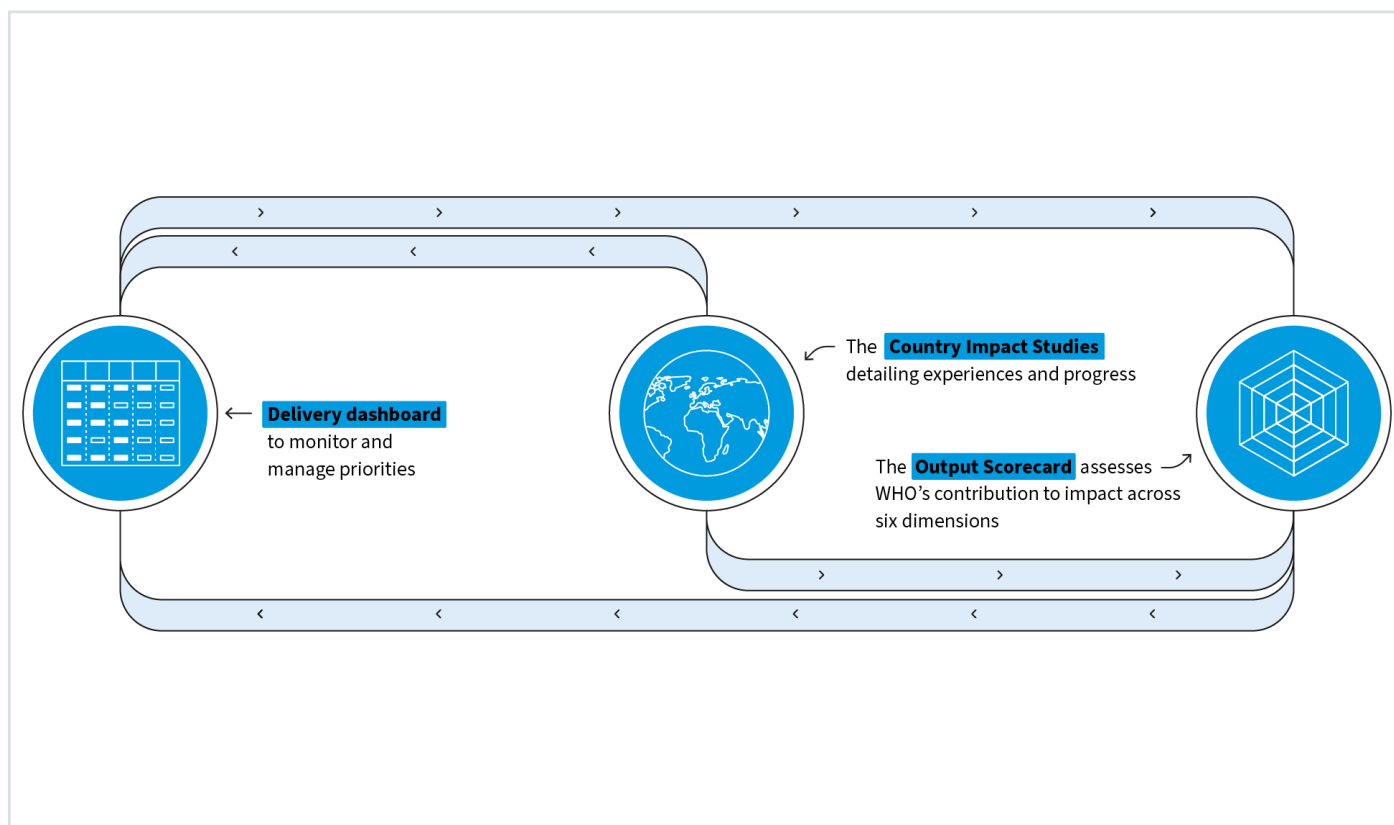 Delivery dashboard
to monitor and
manage priorities
The Country Impact Studies
detailing experiences and progress
The Output Scorecard assesses
WHO's contribution to impact across
six dimensions